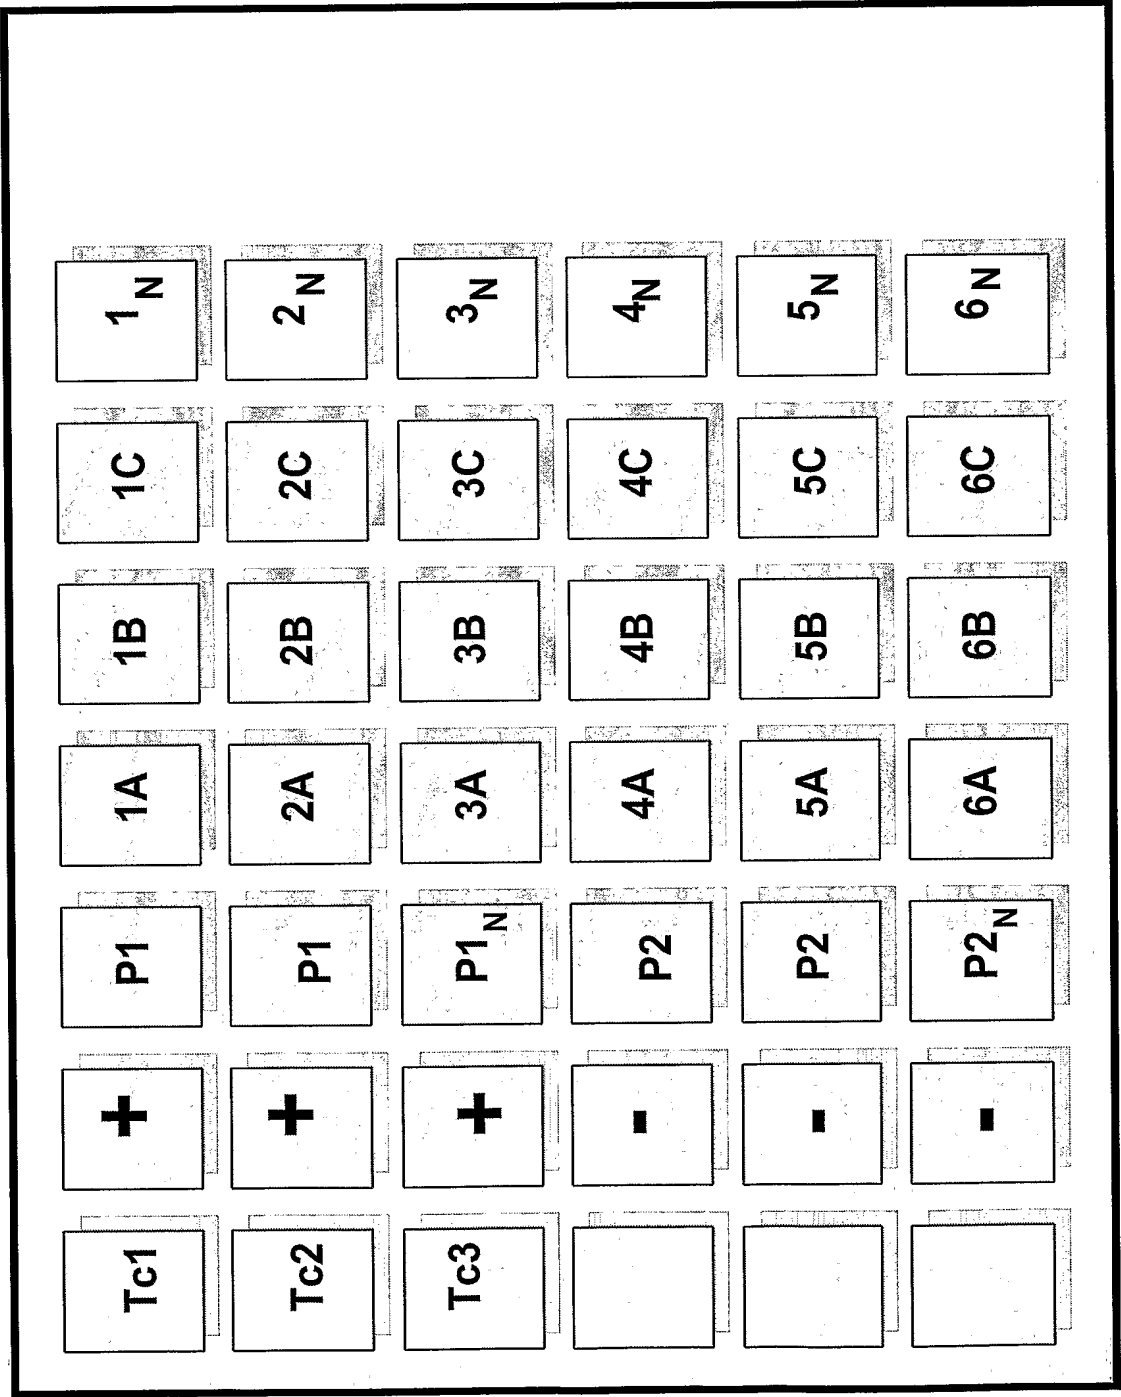 Tc1 + P1 1A 1B 1C 1N
Tc2 + P1 2A 2B 2C 2N
Tc3 + P1N 3A 3B 3C 3N
- P2 4A 4B 4C 4N
- P2 5A 5B 5C 5N
- P2N 6A 6B 6C 6N